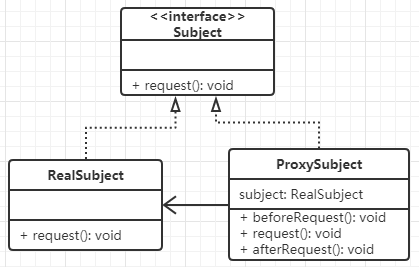 <<interface>>
Subject
+ request(): void
RealSubject
+ request(): void
ProxySubject
subject: RealSubject
+ beforeRequest(): void
+ request(): void
+ afterRequest(): void